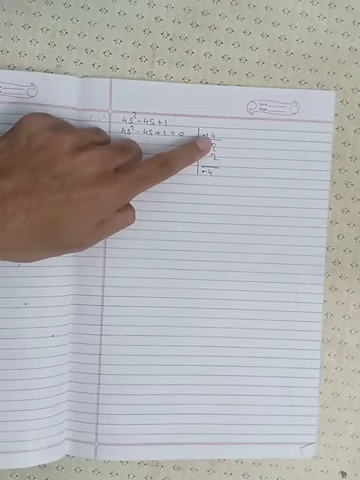 4s² - 4s + 1
4s² - 4s + 1 = 0
+4
-2
-2
-4